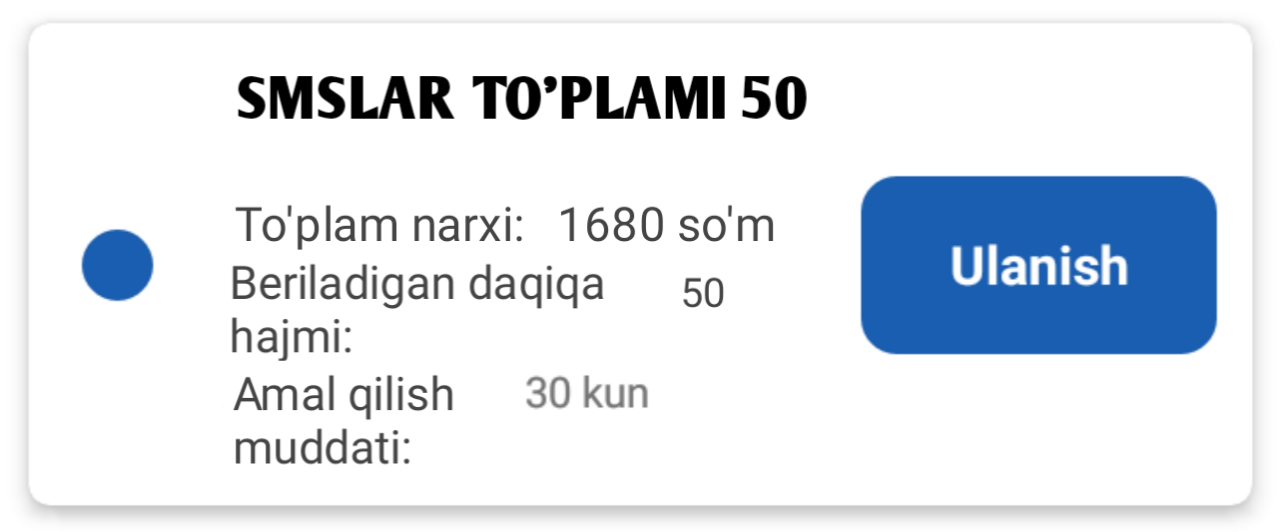 SMSLAR TO’PLAMI 50
To'plam narxi: 1680 so'm
Beriladigan daqiqa 50
hajmi:
Amal qilish 30 kun
muddati:
Ulanish